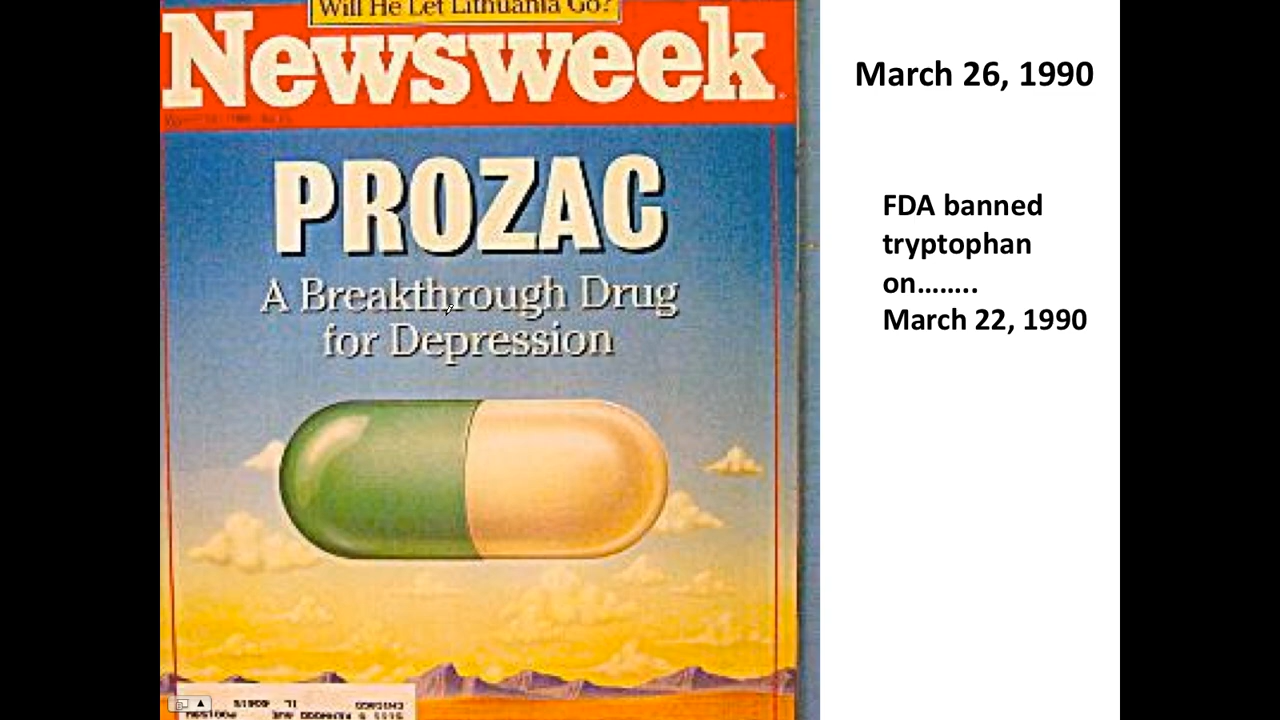 Will He Let Lithuania Go?
Newsweek
March 26, 1990
PROZAC
A Breakthrough Drug
for Depression
FDA banned
tryptophan
on........
March 22, 1990